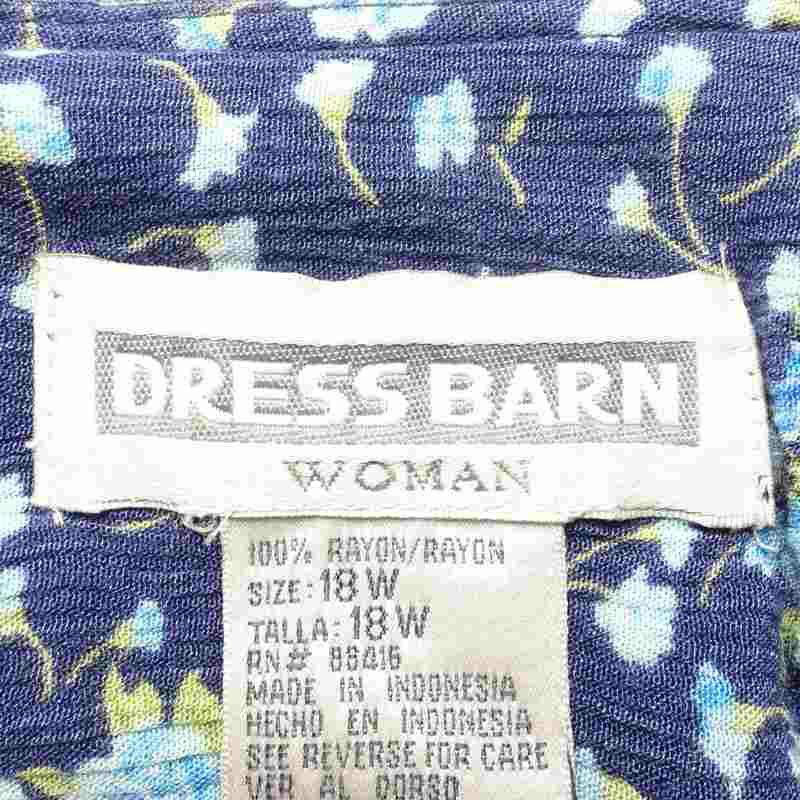 DRESS BARN
WOMAN
100% RAYON/RAYON
SIZE: 18 W
TALLA: 18 W
RN# 86416
MADE IN INDONESIA
HECHO EN INDONESIA
SEE REVERSE FOR CARE
VER AL DORSO